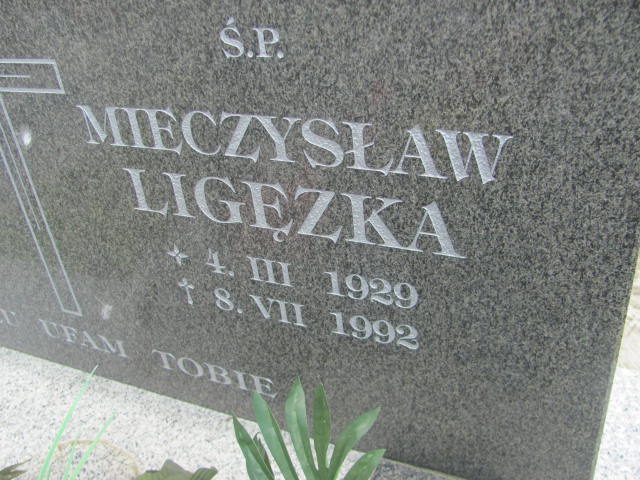 Ś.P.
MIECZYSŁAW
LIGĘZKA
4. III 1929
† 8. VII 1992
UFAM TOBIE